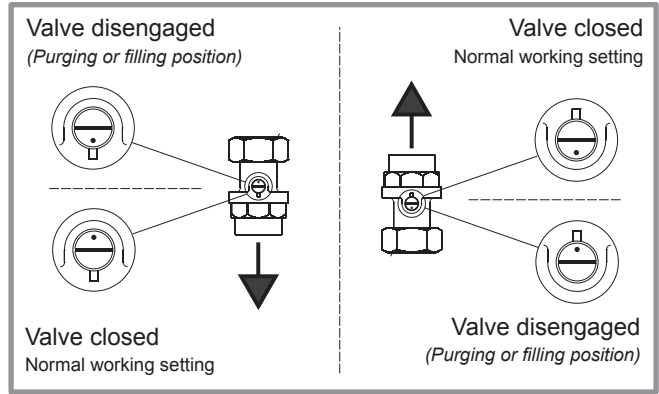 Valve disengaged
(Purging or filling position)
Valve closed
Normal working setting
Valve closed
Normal working setting
Valve disengaged
(Purging or filling position)